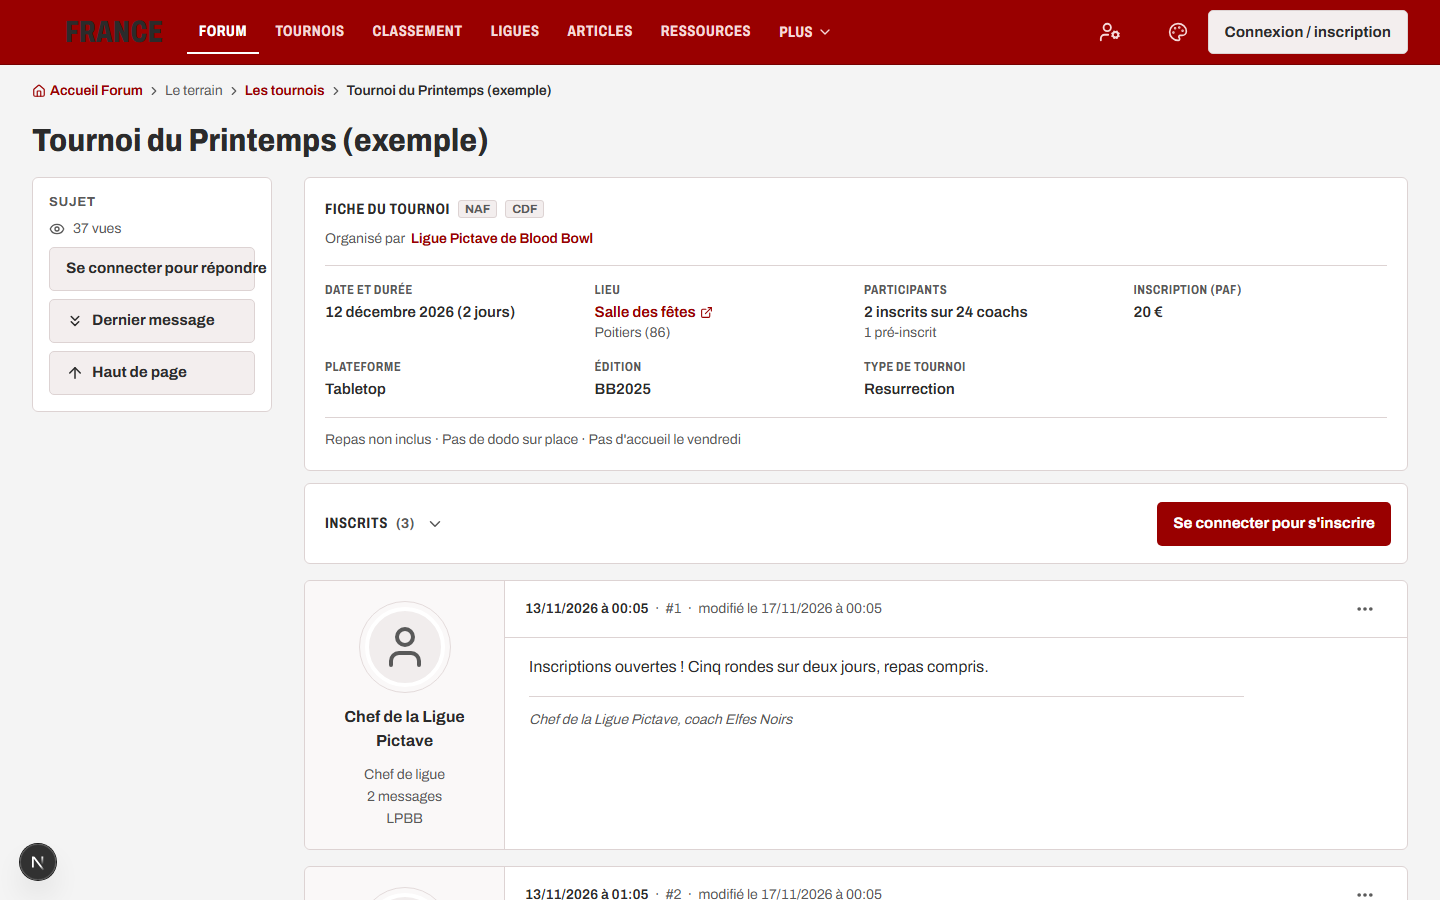 FRANCE FORUM TOURNOIS CLASSEMENT LIGUES ARTICLES RESSOURCES PLUS Connexion / inscription
Accueil Forum > Le terrain > Les tournois > Tournoi du Printemps (exemple)
Tournoi du Printemps (exemple)
SUJET
37 vues
Se connecter pour répondre
Dernier message
Haut de page
FICHE DU TOURNOI NAF CDF
Organisé par Ligue Pictave de Blood Bowl
DATE ET DURÉE
12 décembre 2026 (2 jours)
LIEU
Salle des fêtes
Poitiers (86)
PARTICIPANTS
2 inscrits sur 24 coachs
1 pré-inscrit
INSCRIPTION (PAF)
20 €
PLATEFORME
Tabletop
ÉDITION
BB2025
TYPE DE TOURNOI
Resurrection
Repas non inclus · Pas de dodo sur place · Pas d'accueil le vendredi
INSCRITS (3)
Se connecter pour s'inscrire
Chef de la Ligue
Pictave
Chef de ligue
2 messages
LPBB
13/11/2026 à 00:05 · #1 · modifié le 17/11/2026 à 00:05
Inscriptions ouvertes ! Cinq rondes sur deux jours, repas compris.
Chef de la Ligue Pictave, coach Elfes Noirs
13/11/2026 à 01:05 · #2 · modifié le 17/11/2026 à 00:05
N